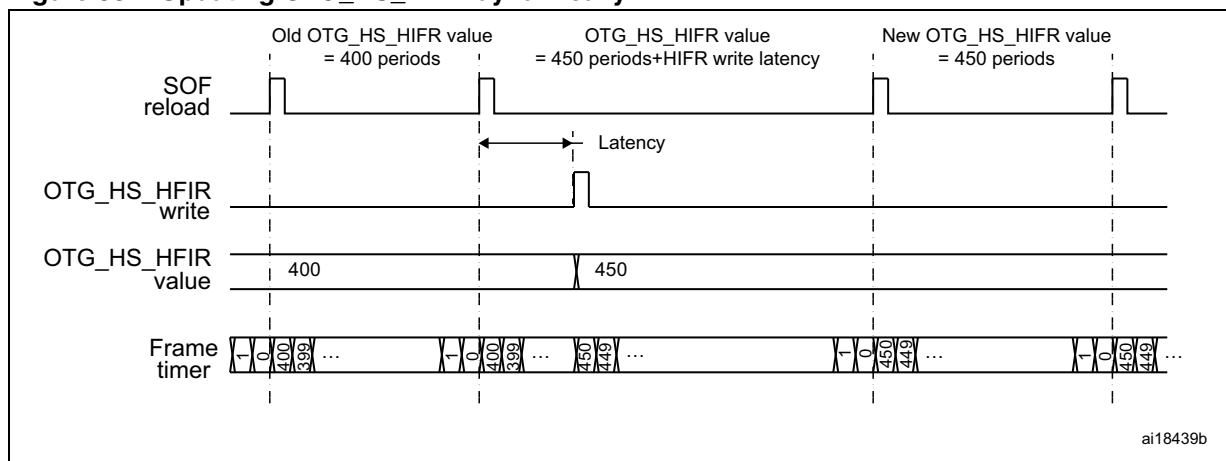 Old OTG_HS_HIFR value
= 400 periods
OTG_HS_HIFR value
= 450 periods+HIFR write latency
New OTG_HS_HIFR value
= 450 periods
SOF
reload
Latency
OTG_HS_HFIR
write
OTG_HS_HFIR
value
400
450
Frame
timer
1 0 400 399 ... 1 0 400 399 ... 450 449 ... 1 0 450 449 ... 1 0 450 449 ...
ai18439b